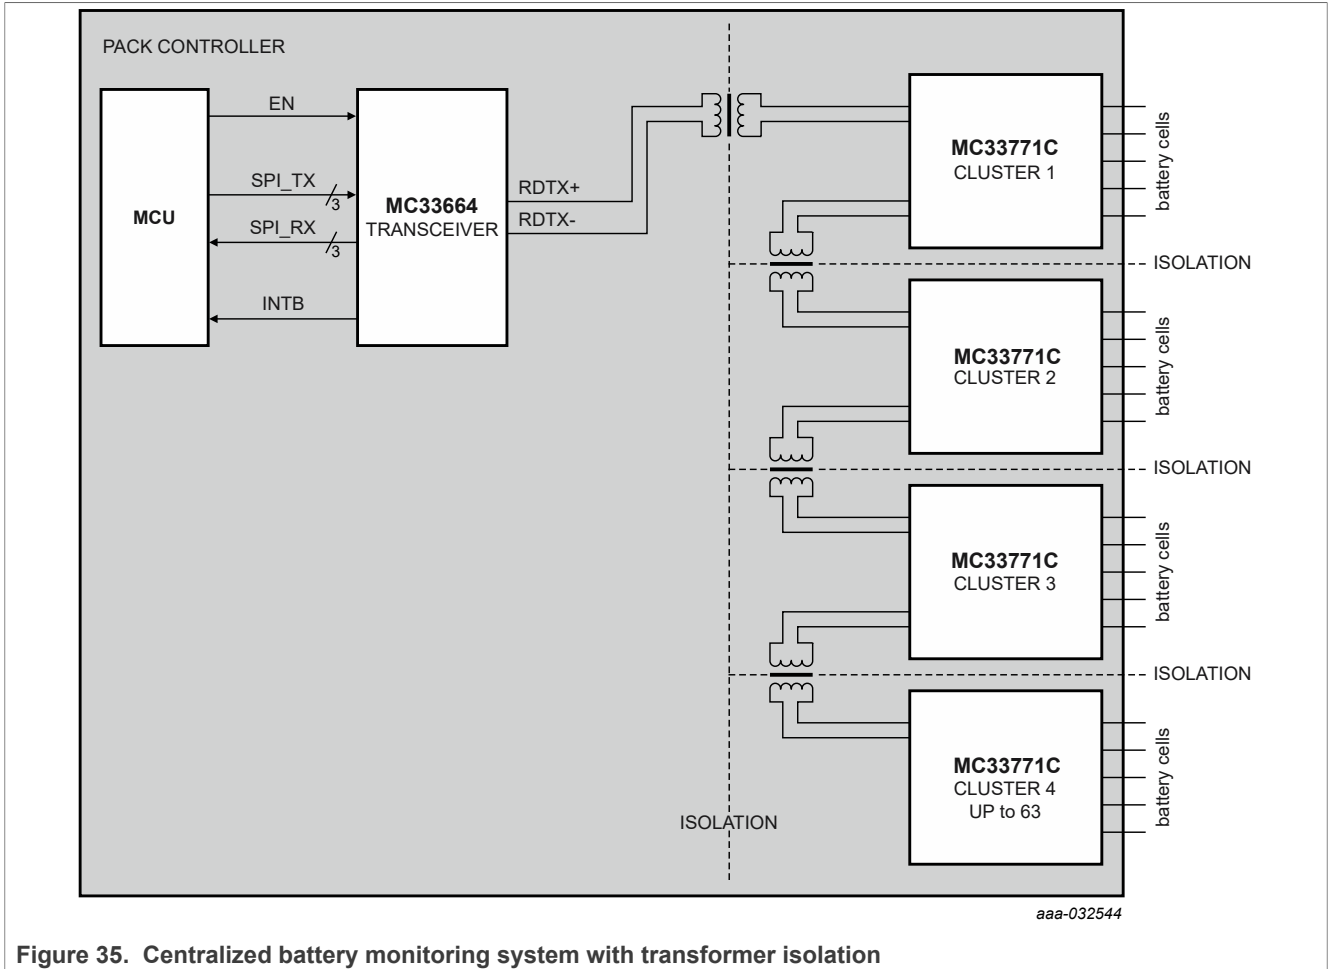 PACK CONTROLLER
MCU
EN
SPI_TX
3
SPI_RX
3
INTB
MC33664
TRANSCEIVER
RDTX+
RDTX-
MC33771C
CLUSTER 1
battery cells
ISOLATION
MC33771C
CLUSTER 2
battery cells
ISOLATION
MC33771C
CLUSTER 3
battery cells
ISOLATION
MC33771C
CLUSTER 4
UP to 63
battery cells
ISOLATION
aaa-032544
Figure 35. Centralized battery monitoring system with transformer isolation